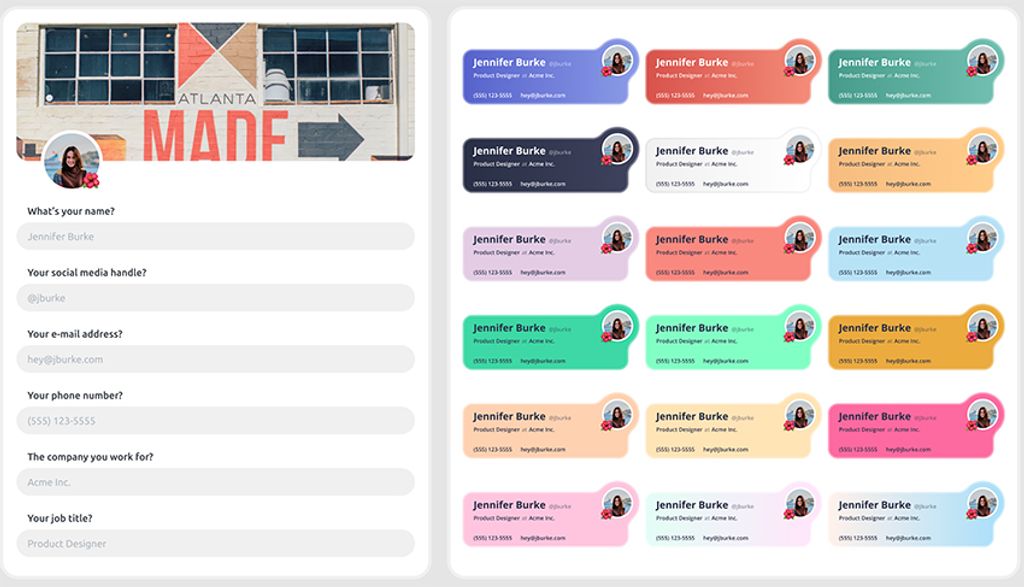 ATLANTA
MADE
What's your name?
Jennifer Burke
Your social media handle?
@jburke
Your e-mail address?
hey@jburke.com
Your phone number?
(555) 123-5555
The company you work for?
Acme Inc.
Your job title?
Product Designer
Jennifer Burke @jburke
Product Designer at Acme Inc.
(555) 123-5555 hey@jburke.com
Jennifer Burke @jburke
Product Designer at Acme Inc.
(555) 123-5555 hey@jburke.com
Jennifer Burke @jburke
Product Designer at Acme Inc.
(555) 123-5555 hey@jburke.com
Jennifer Burke @jburke
Product Designer at Acme Inc.
(555) 123-5555 hey@jburke.com
Jennifer Burke @jburke
Product Designer at Acme Inc.
(555) 123-5555 hey@jburke.com
Jennifer Burke @jburke
Product Designer at Acme Inc.
(555) 123-5555 hey@jburke.com
Jennifer Burke @jburke
Product Designer at Acme Inc.
(555) 123-5555 hey@jburke.com
Jennifer Burke @jburke
Product Designer at Acme Inc.
(555) 123-5555 hey@jburke.com
Jennifer Burke @jburke
Product Designer at Acme Inc.
(555) 123-5555 hey@jburke.com
Jennifer Burke @jburke
Product Designer at Acme Inc.
(555) 123-5555 hey@jburke.com
Jennifer Burke @jburke
Product Designer at Acme Inc.
(555) 123-5555 hey@jburke.com
Jennifer Burke @jburke
Product Designer at Acme Inc.
(555) 123-5555 hey@jburke.com
Jennifer Burke @jburke
Product Designer at Acme Inc.
(555) 123-5555 hey@jburke.com
Jennifer Burke @jburke
Product Designer at Acme Inc.
(555) 123-5555 hey@jburke.com
Jennifer Burke @jburke
Product Designer at Acme Inc.
(555) 123-5555 hey@jburke.com
Jennifer Burke @jburke
Product Designer at Acme Inc.
(555) 123-5555 hey@jburke.com
Jennifer Burke @jburke
Product Designer at Acme Inc.
(555) 123-5555 hey@jburke.com
Jennifer Burke @jburke
Product Designer at Acme Inc.
(555) 123-5555 hey@jburke.com